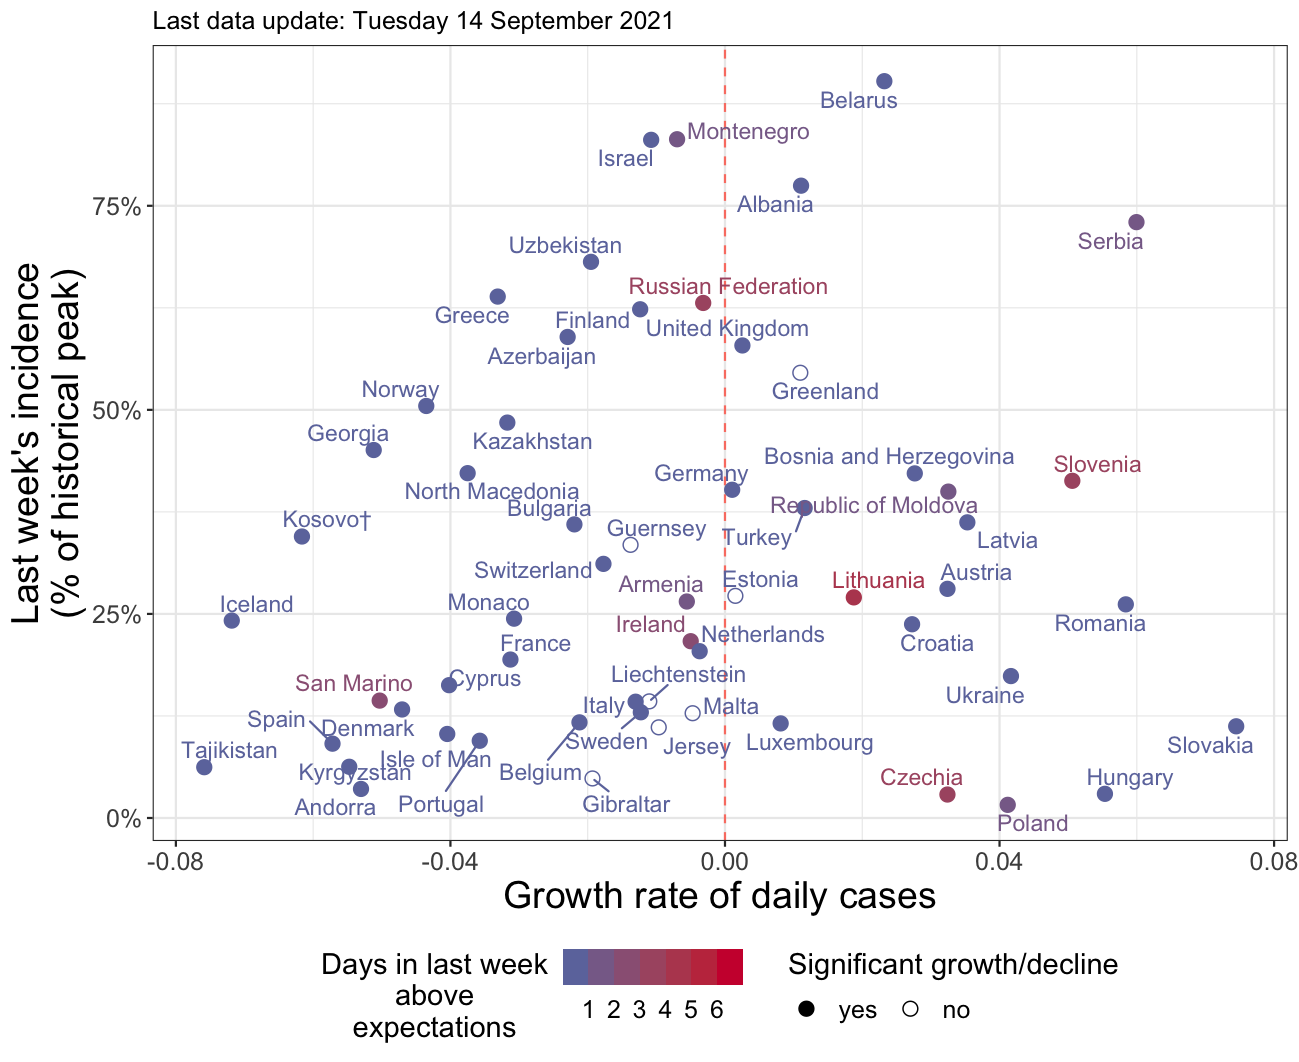 Last data update: Tuesday 14 September 2021
Last week's incidence
(% of historical peak)
75%
50%
25%
0%
Belarus
Montenegro
Israel
Albania
Serbia
Uzbekistan
Russian Federation
Greece
Finland
United Kingdom
Azerbaijan
Greenland
Norway
Georgia
Kazakhstan
Bosnia and Herzegovina
Slovenia
Germany
North Macedonia
Republic of Moldova
Bulgaria
Kosovo†
Guernsey
Turkey
Latvia
Switzerland
Austria
Armenia
Estonia
Lithuania
Iceland
Monaco
Ireland
Romania
Netherlands
France
Croatia
Liechtenstein
Cyprus
San Marino
Ukraine
Italy
Malta
Spain
Denmark
Sweden
Jersey
Luxembourg
Slovakia
Tajikistan
Isle of Man
Kyrgyzstan
Belgium
Czechia
Hungary
Andorra
Portugal
Gibraltar
Poland
-0.08
-0.04
0.00
0.04
0.08
Growth rate of daily cases
Days in last week
above
expectations
1 2 3 4 5 6
Significant growth/decline
yes
no